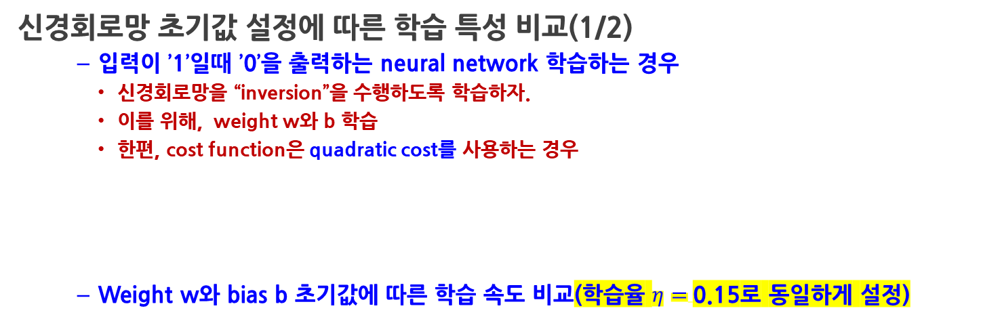 신경회로망 초기값 설정에 따른 학습 특성 비교(1/2)
– 입력이 ’1’일때 ’0’을 출력하는 neural network 학습하는 경우
• 신경회로망을 “inversion”을 수행하도록 학습하자.
• 이를 위해, weight w와 b 학습
• 한편, cost function은 quadratic cost를 사용하는 경우
– Weight w와 bias b 초기값에 따른 학습 속도 비교(학습율 𝜂 = 0.15로 동일하게 설정)